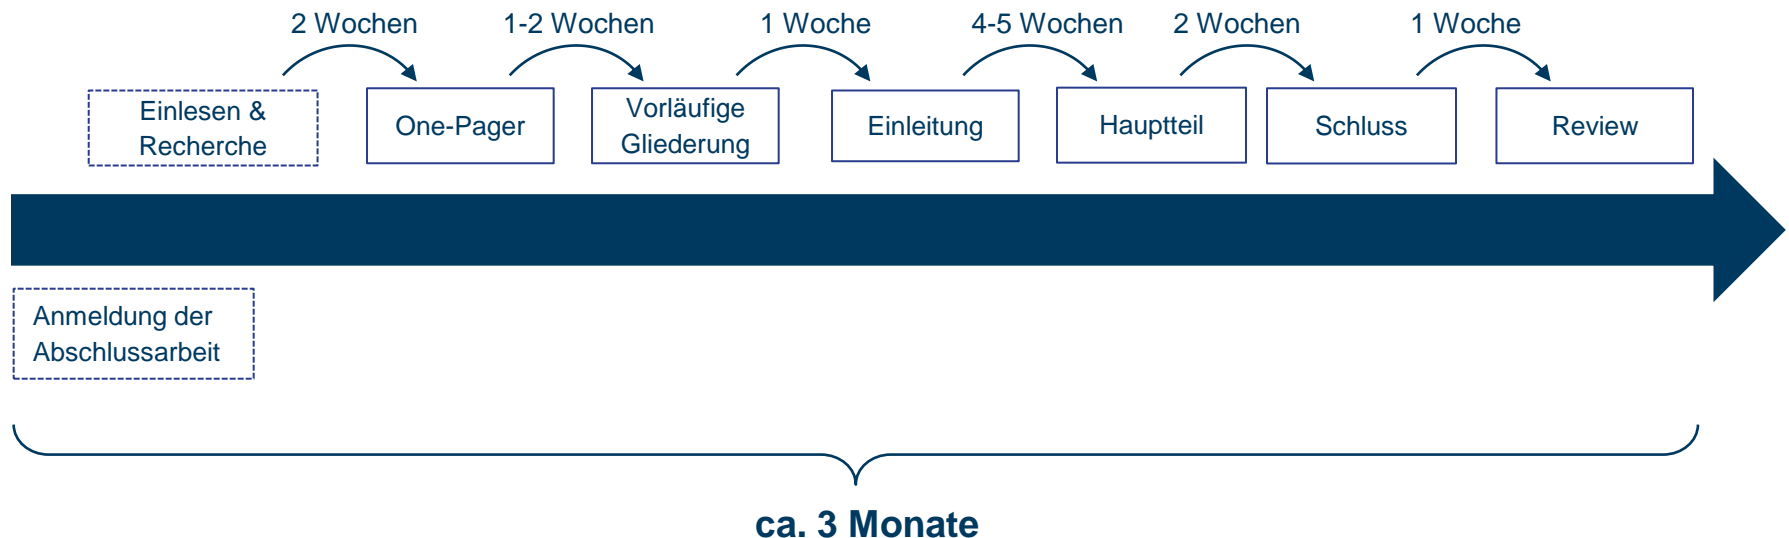 2 Wochen
1-2 Wochen
1 Woche
4-5 Wochen
2 Wochen
1 Woche
Einlesen &
Recherche
One-Pager
Vorläufige
Gliederung
Einleitung
Hauptteil
Schluss
Review
Anmeldung der
Abschlussarbeit
ca. 3 Monate